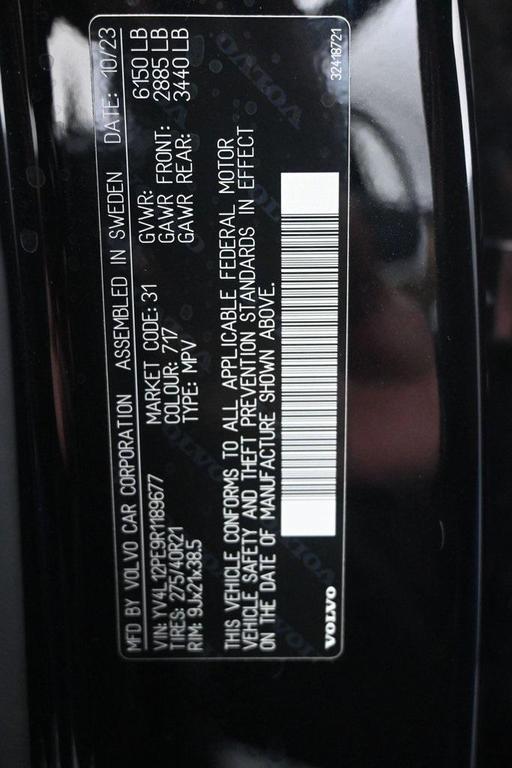 MFD BY VOLVO CAR CORPORATION ASSEMBLED IN SWEDEN DATE: 10/23
VIN: YV4L12PE9R1189677 MARKET CODE: 31 GVWR: 6150 LB
TIRES: 275/40R21 COLOUR: 717 GAWR FRONT: 2885 LB
RIM: 9Jx21x38.5 TYPE: MPV GAWR REAR: 3440 LB
THIS VEHICLE CONFORMS TO ALL APPLICABLE FEDERAL MOTOR
VEHICLE SAFETY AND THEFT PREVENTION STANDARDS IN EFFECT
ON THE DATE OF MANUFACTURE SHOWN ABOVE.
VOLVO 32418721